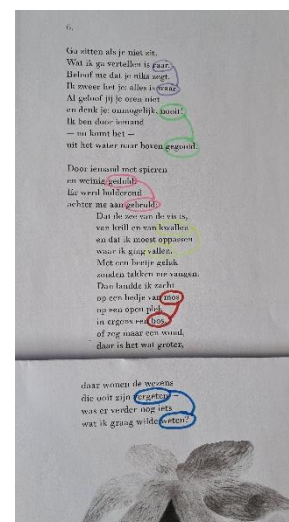 6.
Ga zitten als je niet zit.
Wat ik ga vertellen is raar.
Beloof me dat je niks zegt.
Ik zweer het je: alles is waar.
Al geloof jij je oren niet
en denk je: onmogelijk, nooit!
Ik ben door iemand
— nu komt het —
uit het water naar boven gegooid.
Door iemand met spieren
en weinig geduld.
Er werd bulderend
achter me aan gebruld:
Dat de zee van de vis is,
van krill en van kwallen
en dat ik moest oppassen
waar ik ging vallen.
Met een beetje geluk
zouden takken me vangen.
Dan landde ik zacht
op een bedje van mos
op een open plek
in ergens een bos,
of zeg maar een woud,
daar is het wat groter,
daar wonen de wezens
die ooit zijn vergeten –
was er verder nog iets
wat ik graag wilde weten?